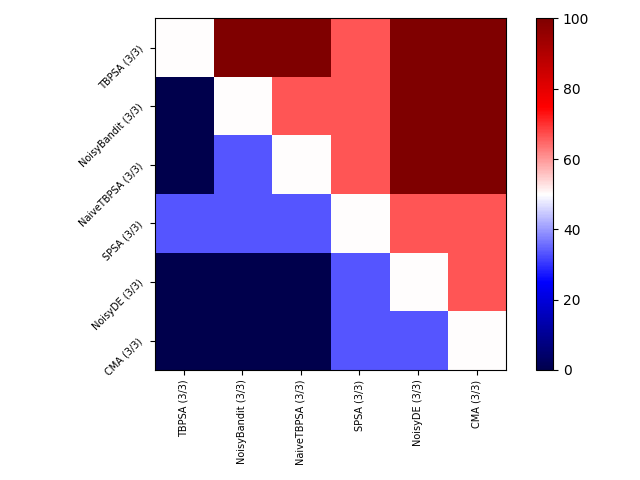 TBPSA (3/3)
NoisyBandit (3/3)
NaiveTBPSA (3/3)
SPSA (3/3)
NoisyDE (3/3)
CMA (3/3)
TBPSA (3/3)
NoisyBandit (3/3)
NaiveTBPSA (3/3)
SPSA (3/3)
NoisyDE (3/3)
CMA (3/3)
100
80
60
40
20
0